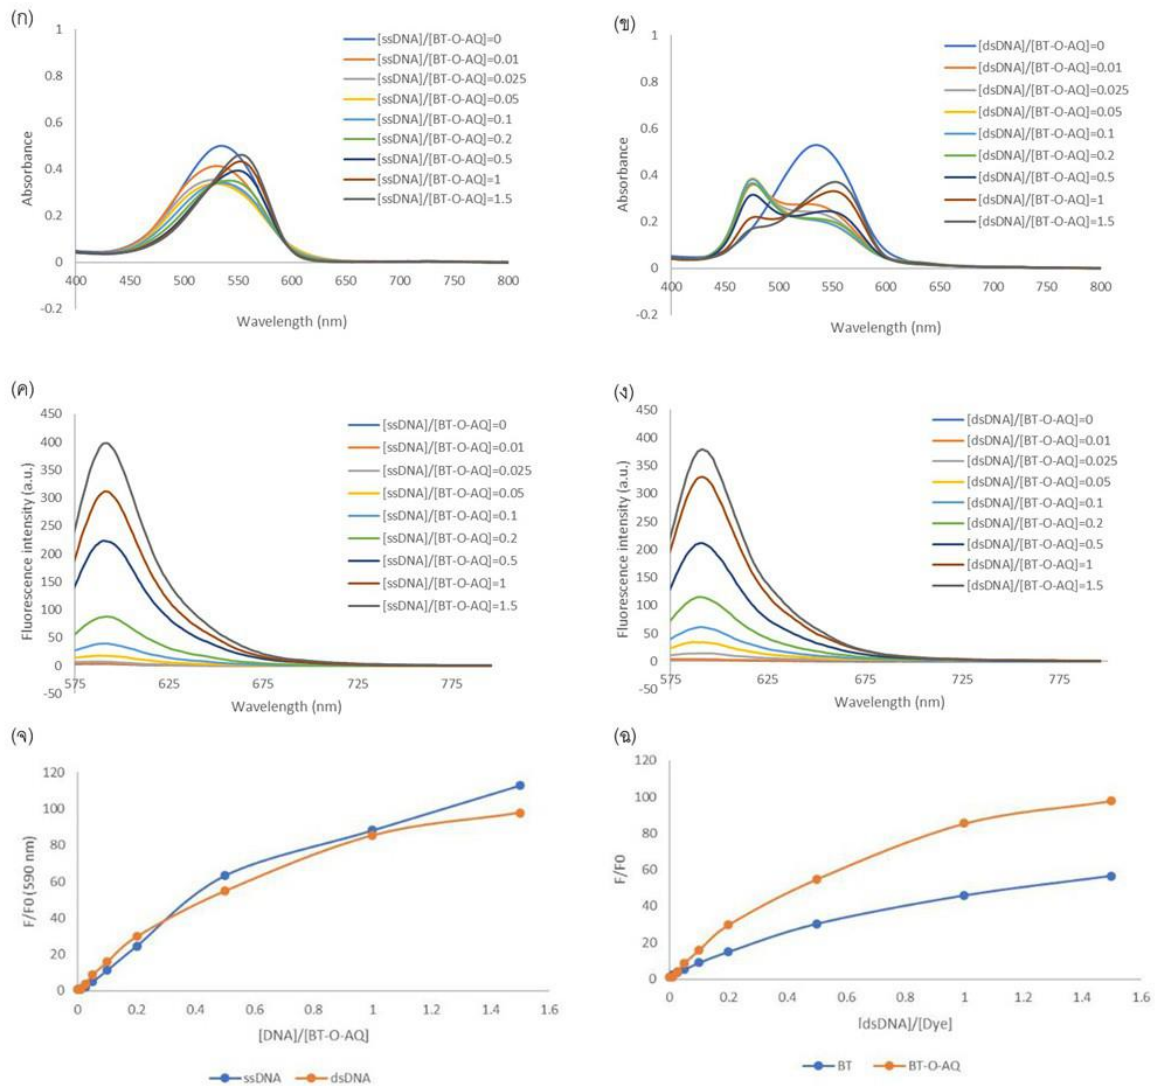 (ก)
1
0.8
0.6
0.4
0.2
0
-0.2
Absorbance
400 450 500 550 600 650 700 750 800
Wavelength (nm)
[ssDNA]/[BT-O-AQ]=0
[ssDNA]/[BT-O-AQ]=0.01
[ssDNA]/[BT-O-AQ]=0.025
[ssDNA]/[BT-O-AQ]=0.05
[ssDNA]/[BT-O-AQ]=0.1
[ssDNA]/[BT-O-AQ]=0.2
[ssDNA]/[BT-O-AQ]=0.5
[ssDNA]/[BT-O-AQ]=1
[ssDNA]/[BT-O-AQ]=1.5
(ข)
1
0.8
0.6
0.4
0.2
0
-0.2
Absorbance
400 450 500 550 600 650 700 750 800
Wavelength (nm)
[dsDNA]/[BT-O-AQ]=0
[dsDNA]/[BT-O-AQ]=0.01
[dsDNA]/[BT-O-AQ]=0.025
[dsDNA]/[BT-O-AQ]=0.05
[dsDNA]/[BT-O-AQ]=0.1
[dsDNA]/[BT-O-AQ]=0.2
[dsDNA]/[BT-O-AQ]=0.5
[dsDNA]/[BT-O-AQ]=1
[dsDNA]/[BT-O-AQ]=1.5
(ค)
450
400
350
300
250
200
150
100
50
0
-50
Fluorescence intensity (a.u.)
575 625 675 725 775
Wavelength (nm)
[ssDNA]/[BT-O-AQ]=0
[ssDNA]/[BT-O-AQ]=0.01
[ssDNA]/[BT-O-AQ]=0.025
[ssDNA]/[BT-O-AQ]=0.05
[ssDNA]/[BT-O-AQ]=0.1
[ssDNA]/[BT-O-AQ]=0.2
[ssDNA]/[BT-O-AQ]=0.5
[ssDNA]/[BT-O-AQ]=1
[ssDNA]/[BT-O-AQ]=1.5
(ง)
450
400
350
300
250
200
150
100
50
0
-50
Fluorescence intensity (a.u.)
575 625 675 725 775
Wavelength (nm)
[dsDNA]/[BT-O-AQ]=0
[dsDNA]/[BT-O-AQ]=0.01
[dsDNA]/[BT-O-AQ]=0.025
[dsDNA]/[BT-O-AQ]=0.05
[dsDNA]/[BT-O-AQ]=0.1
[dsDNA]/[BT-O-AQ]=0.2
[dsDNA]/[BT-O-AQ]=0.5
[dsDNA]/[BT-O-AQ]=1
[dsDNA]/[BT-O-AQ]=1.5
(จ)
120
100
80
60
40
20
0
F/F0 (590 nm)
0 0.2 0.4 0.6 0.8 1 1.2 1.4 1.6
[DNA]/[BT-O-AQ]
ssDNA dsDNA
(ฉ)
120
100
80
60
40
20
0
F/F0
0 0.2 0.4 0.6 0.8 1 1.2 1.4 1.6
[dsDNA]/[Dye]
BT BT-O-AQ